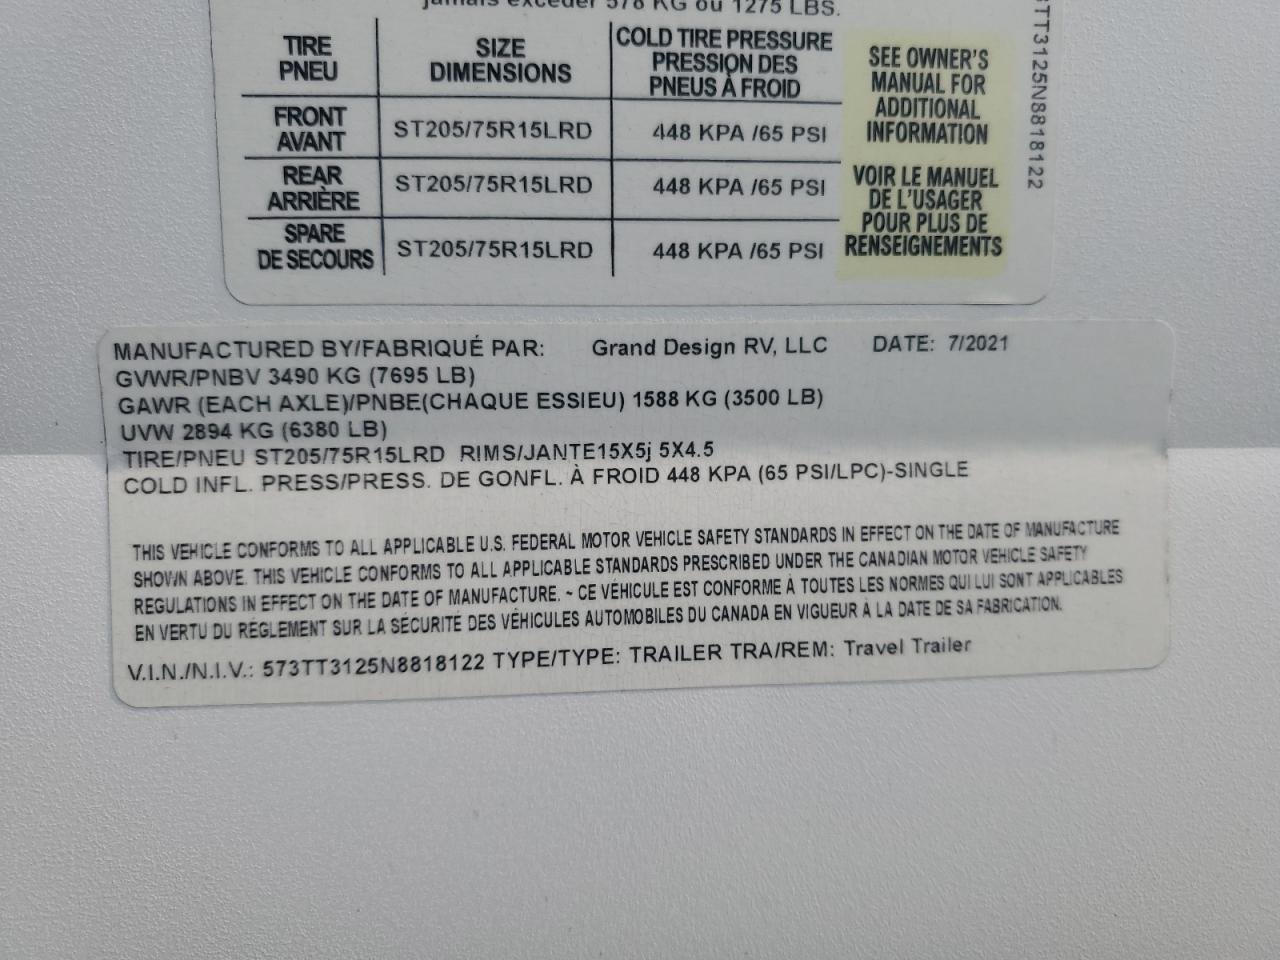 jamais excéder 578 KG ou 1275 LBS.
TIRE
PNEU
SIZE
DIMENSIONS
COLD TIRE PRESSURE
PRESSION DES
PNEUS À FROID
FRONT
AVANT
ST205/75R15LRD
448 KPA /65 PSI
REAR
ARRIÈRE
ST205/75R15LRD
448 KPA /65 PSI
SPARE
DE SECOURS
ST205/75R15LRD
448 KPA /65 PSI
SEE OWNER'S
MANUAL FOR
ADDITIONAL
INFORMATION
VOIR LE MANUEL
DE L'USAGER
POUR PLUS DE
RENSEIGNEMENTS
TT3125N8818122
MANUFACTURED BY/FABRIQUÉ PAR: Grand Design RV, LLC DATE: 7/2021
GVWR/PNBV 3490 KG (7695 LB)
GAWR (EACH AXLE)/PNBE(CHAQUE ESSIEU) 1588 KG (3500 LB)
UVW 2894 KG (6380 LB)
TIRE/PNEU ST205/75R15LRD RIMS/JANTE15X5j 5X4.5
COLD INFL. PRESS/PRESS. DE GONFL. À FROID 448 KPA (65 PSI/LPC)-SINGLE
THIS VEHICLE CONFORMS TO ALL APPLICABLE U.S. FEDERAL MOTOR VEHICLE SAFETY STANDARDS IN EFFECT ON THE DATE OF MANUFACTURE
SHOWN ABOVE. THIS VEHICLE CONFORMS TO ALL APPLICABLE STANDARDS PRESCRIBED UNDER THE CANADIAN MOTOR VEHICLE SAFETY
REGULATIONS IN EFFECT ON THE DATE OF MANUFACTURE. ~ CE VÉHICULE EST CONFORME À TOUTES LES NORMES QUI LUI SONT APPLICABLES
EN VERTU DU RÉGLEMENT SUR LA SÉCURITÉ DES VÉHICULES AUTOMOBILES DU CANADA EN VIGUEUR À LA DATE DE SA FABRICATION.
V.I.N./N.I.V.: 573TT3125N8818122 TYPE/TYPE: TRAILER TRA/REM: Travel Trailer